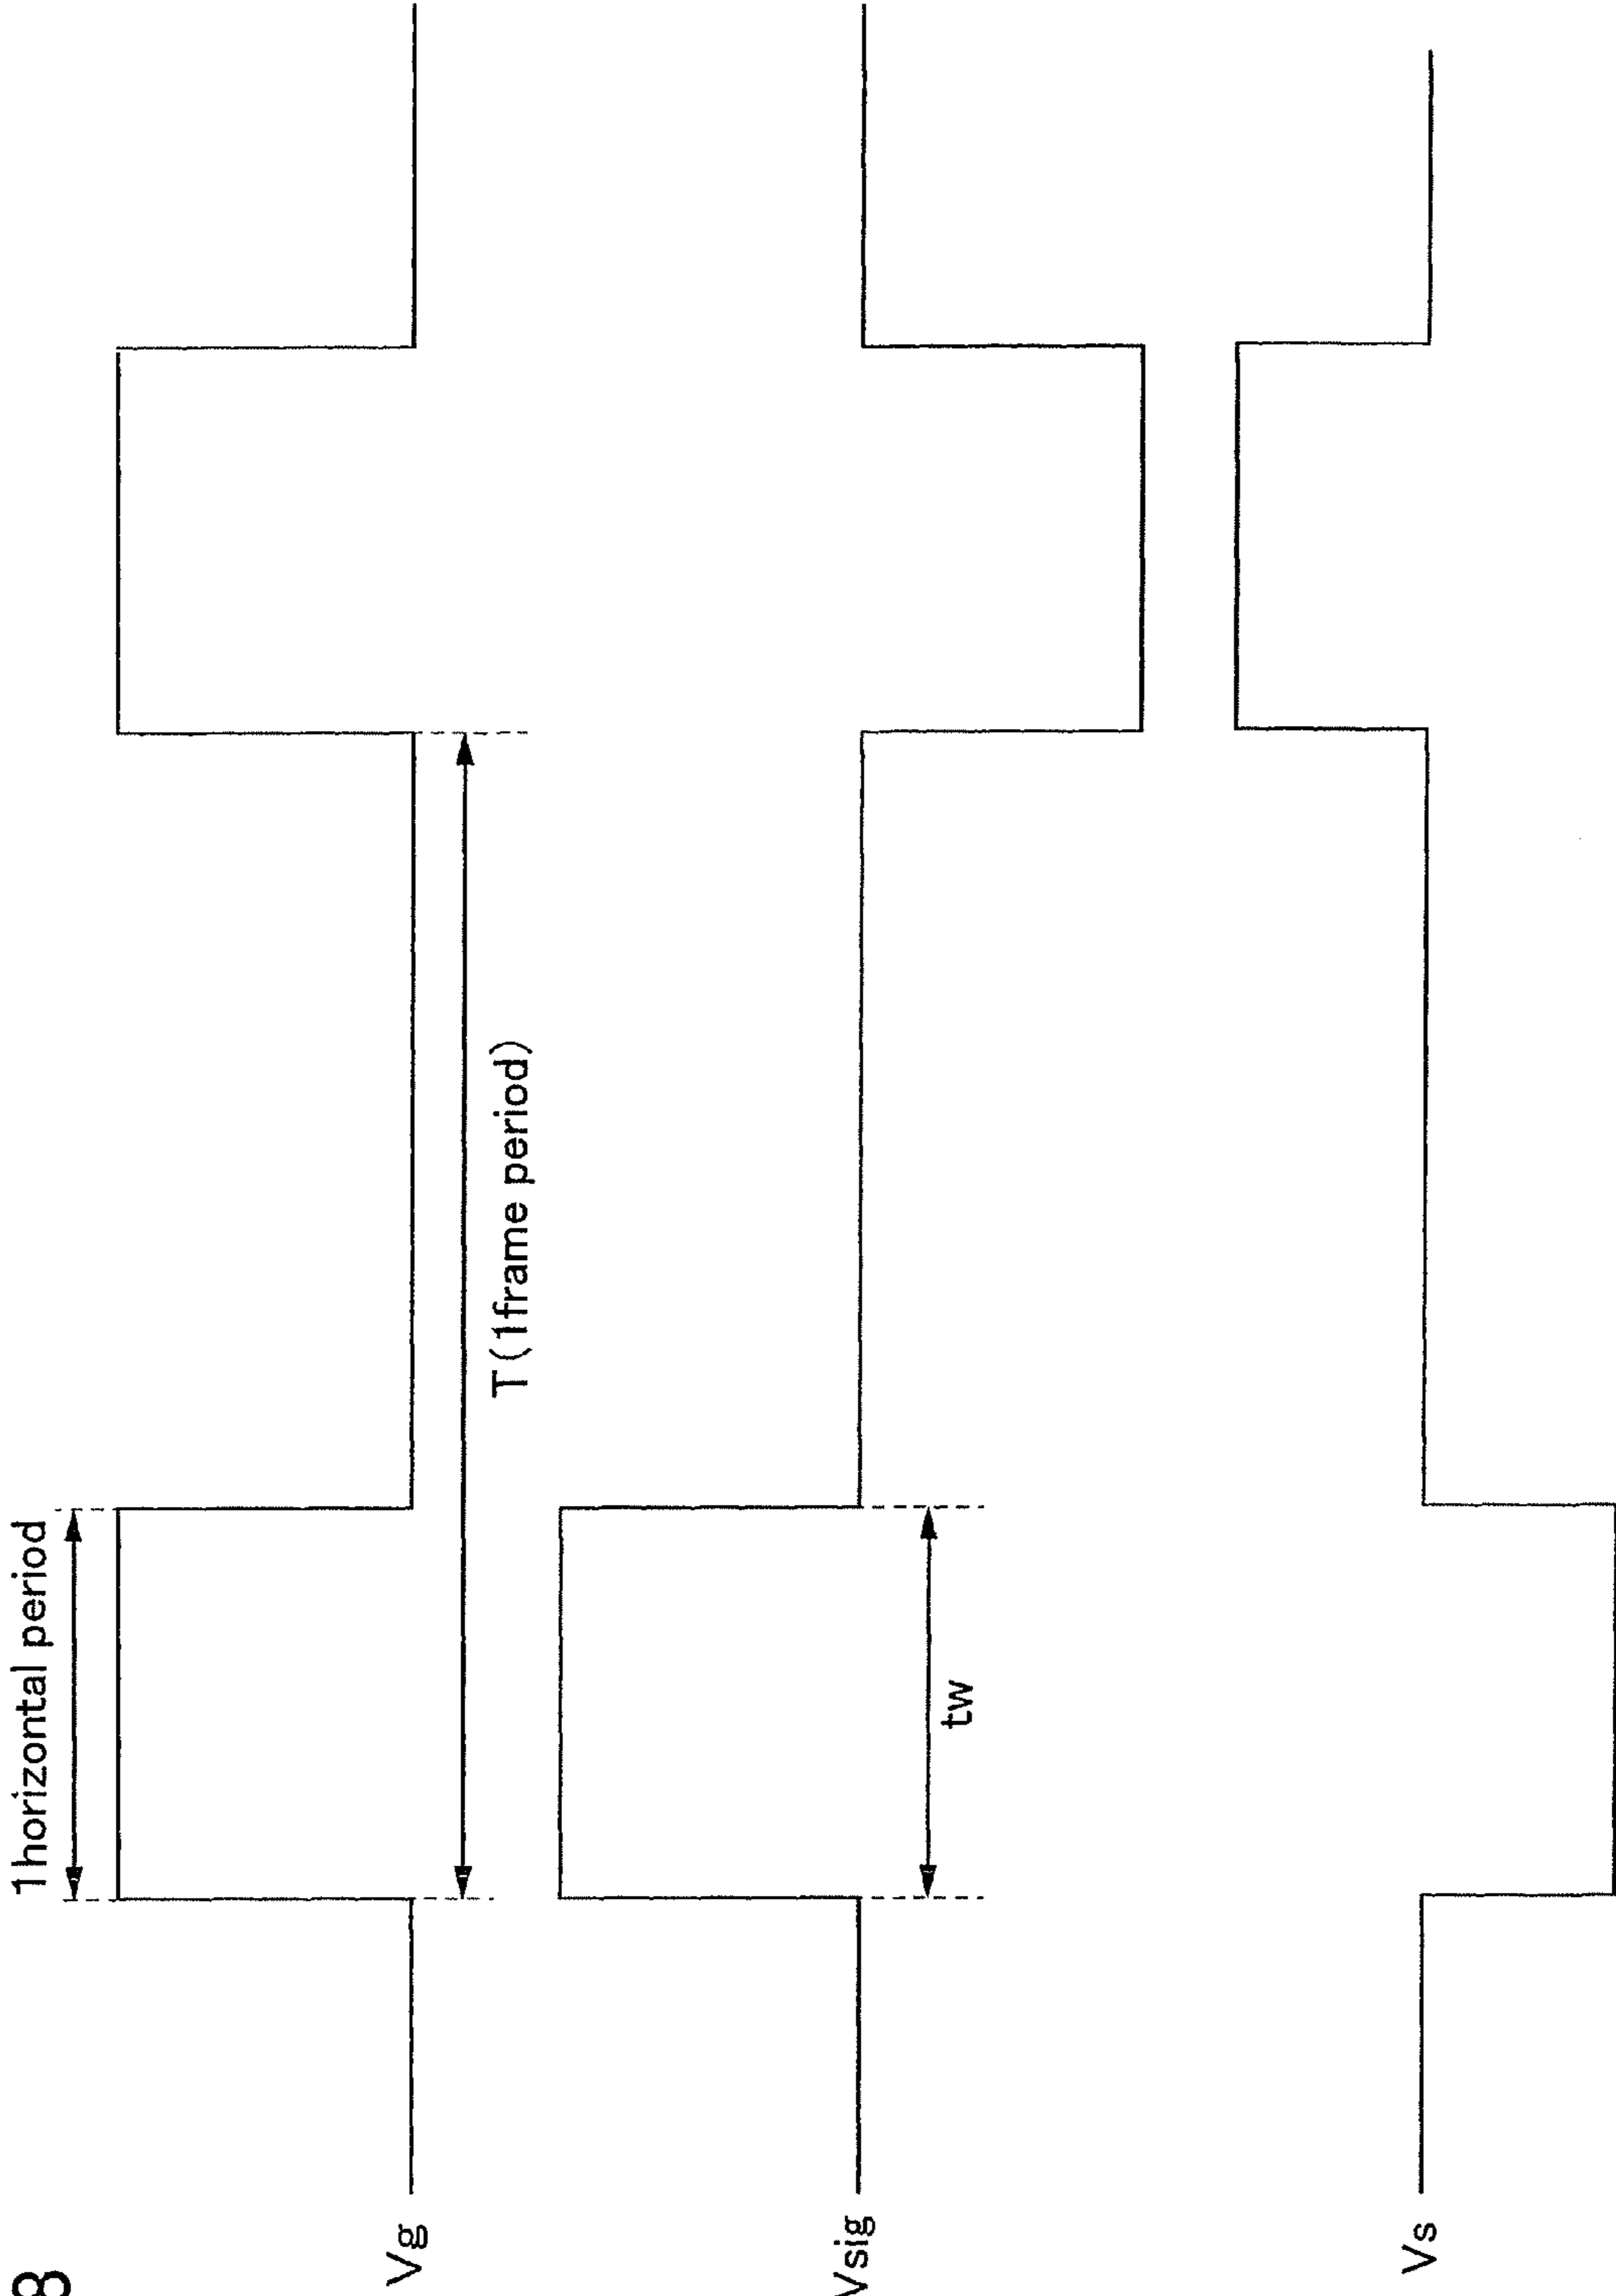 8
1horizontal period
Vg
T(1frame period)
Vsig
tw
Vs